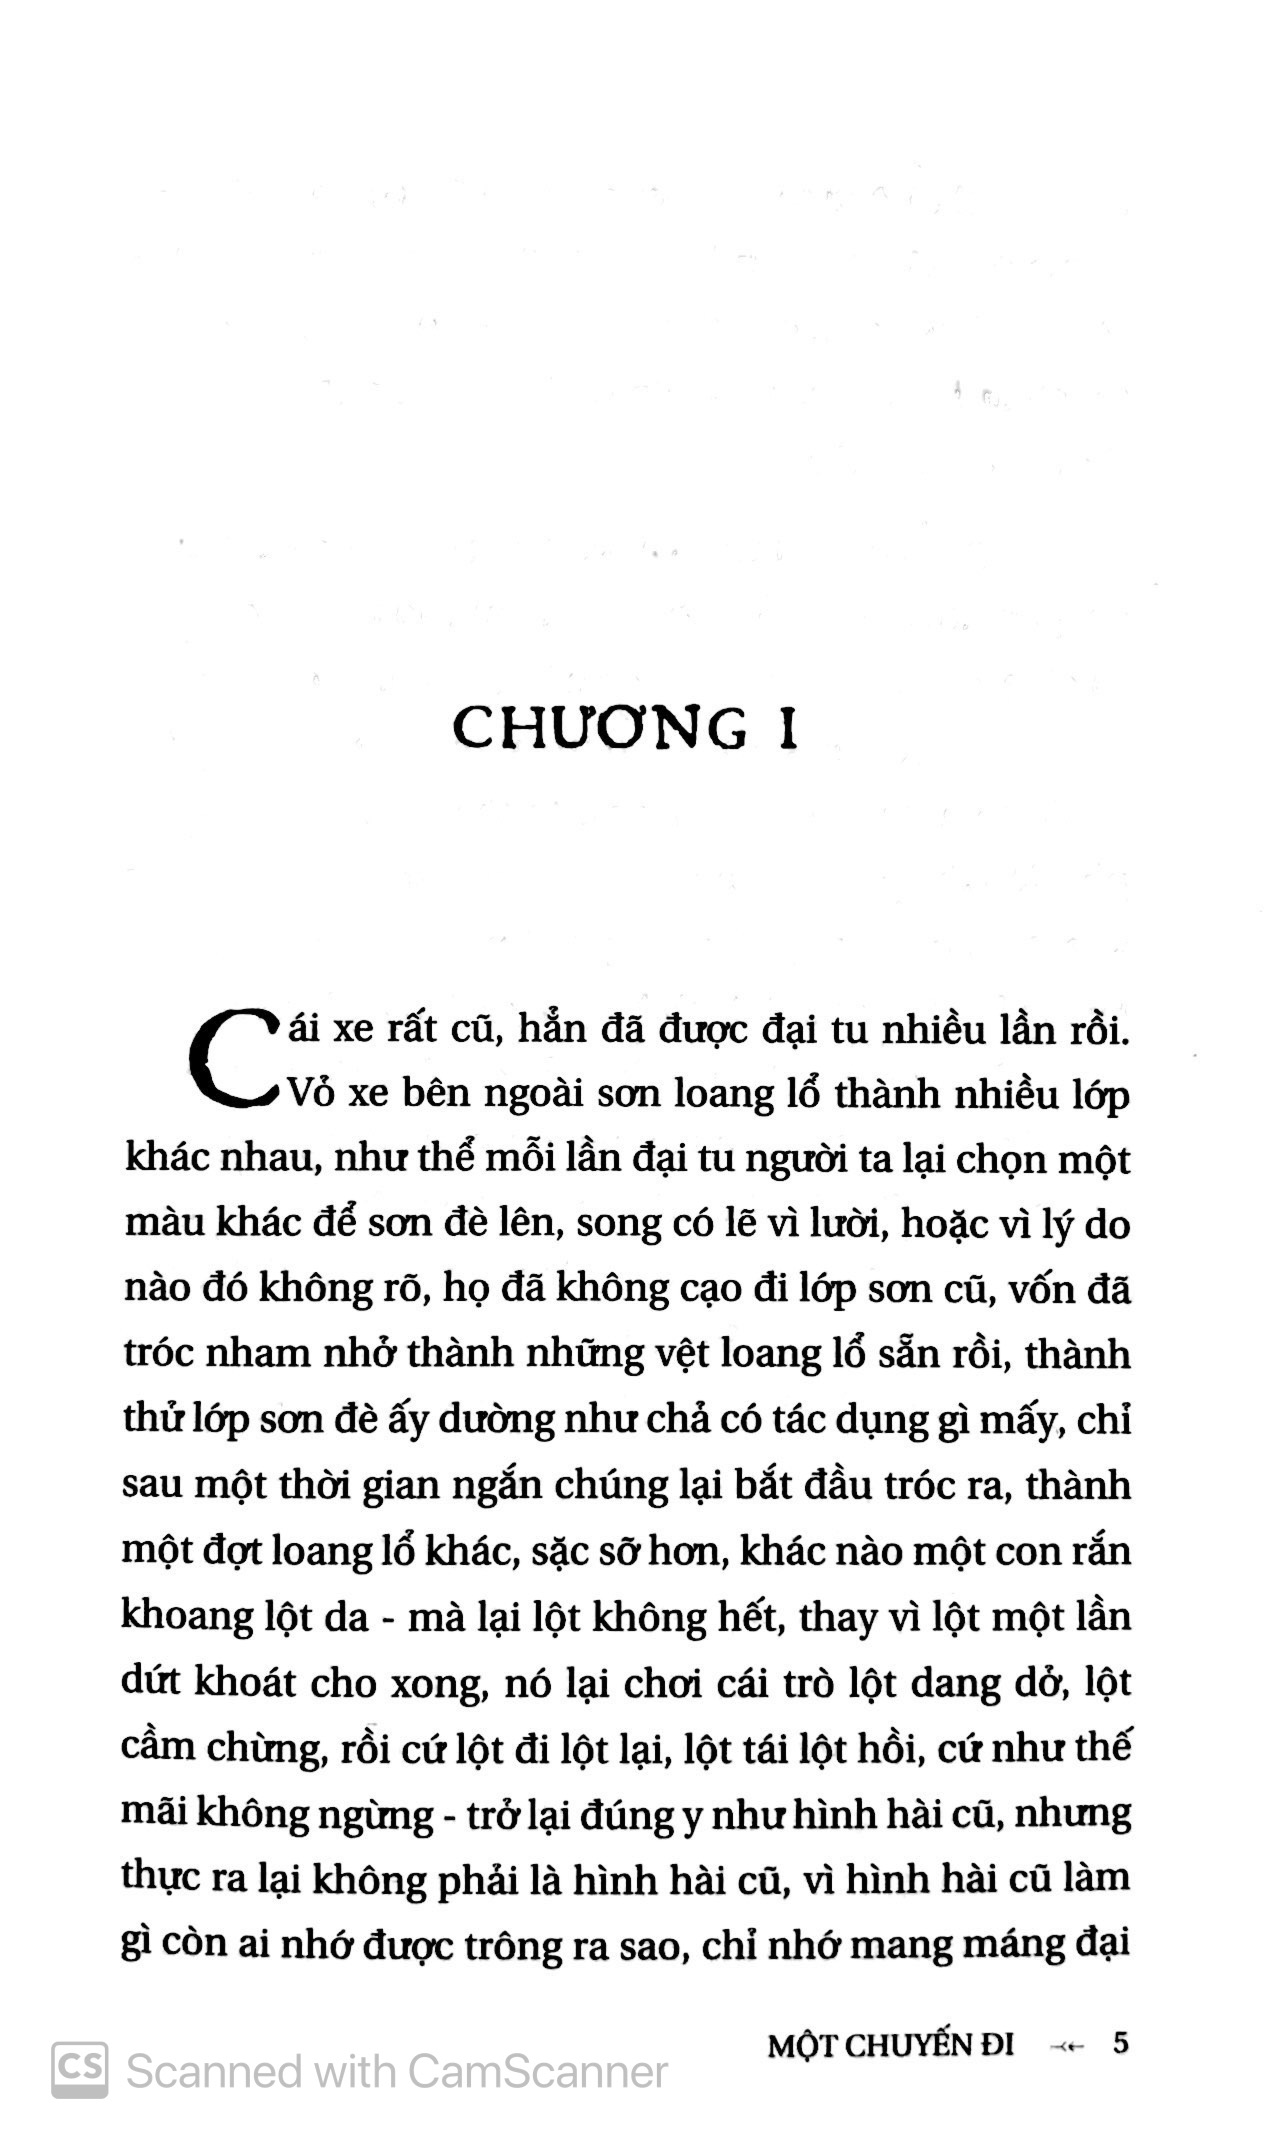 CHƯƠNG I
Cái xe rất cũ, hẳn đã được đại tu nhiều lần rồi.
Vỏ xe bên ngoài sơn loang lổ thành nhiều lớp
khác nhau, như thể mỗi lần đại tu người ta lại chọn một
màu khác để sơn đè lên, song có lẽ vì lười, hoặc vì lý do
nào đó không rõ, họ đã không cạo đi lớp sơn cũ, vốn đã
tróc nham nhở thành những vệt loang lổ sẵn rồi, thành
thử lớp sơn đè ấy dường như chả có tác dụng gì mấy, chỉ
sau một thời gian ngắn chúng lại bắt đầu tróc ra, thành
một đợt loang lổ khác, sặc sỡ hơn, khác nào một con rắn
khoang lột da - mà lại lột không hết, thay vì lột một lần
dứt khoát cho xong, nó lại chơi cái trò lột dang dở, lột
cầm chừng, rồi cứ lột đi lột lại, lột tái lột hồi, cứ như thế
mãi không ngừng - trở lại đúng y như hình hài cũ, nhưng
thực ra lại không phải là hình hài cũ, vì hình hài cũ làm
gì còn ai nhớ được trông ra sao, chỉ nhớ mang máng đại
MỘT CHUYẾN ĐI 5
CS Scanned with CamScanner